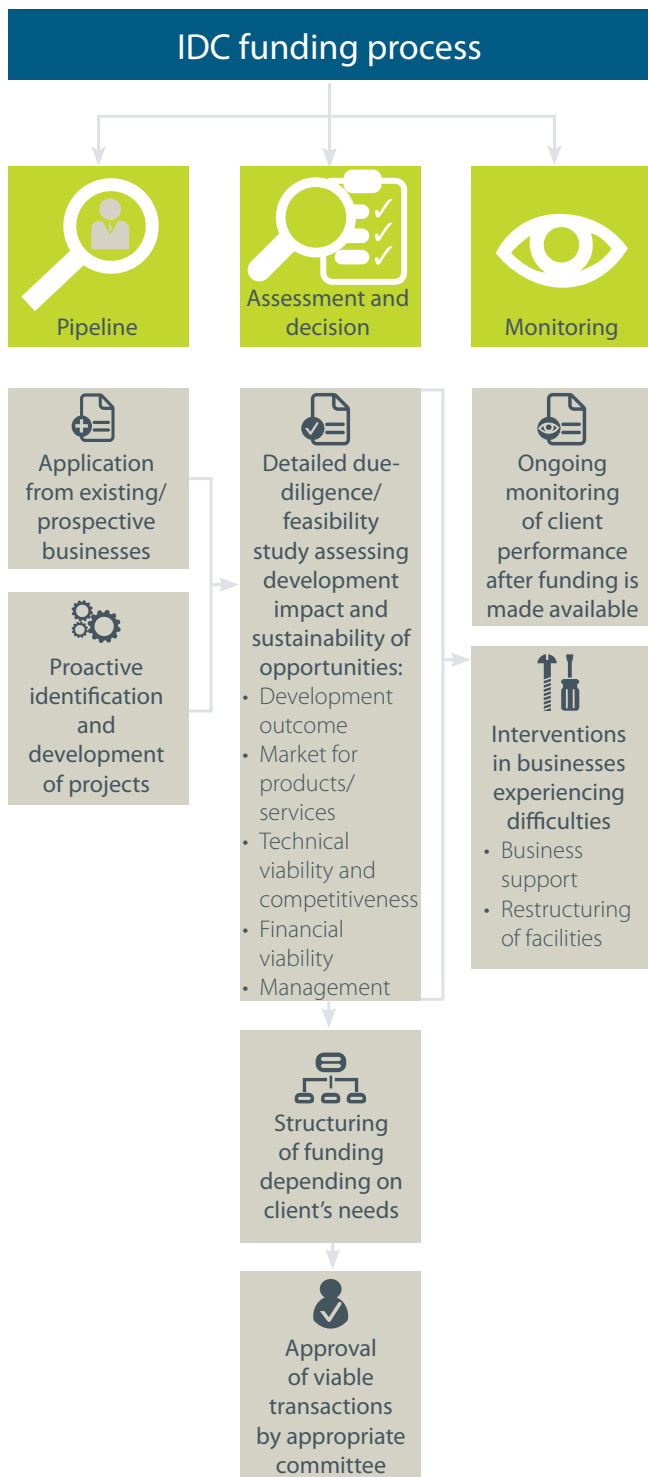 IDC funding process
Pipeline
Assessment and
decision
Monitoring
Application
from existing/
prospective
businesses
Proactive
identification
and
development
of projects
Detailed due-
diligence/
feasibility
study assessing
development
impact and
sustainability of
opportunities:
• Development
outcome
• Market for
products/
services
• Technical
viability and
competitiveness
• Financial
viability
• Management
Structuring
of funding
depending on
client’s needs
Approval
of viable
transactions
by appropriate
committee
Ongoing
monitoring
of client
performance
after funding is
made available
Interventions
in businesses
experiencing
difficulties
• Business
support
• Restructuring
of facilities